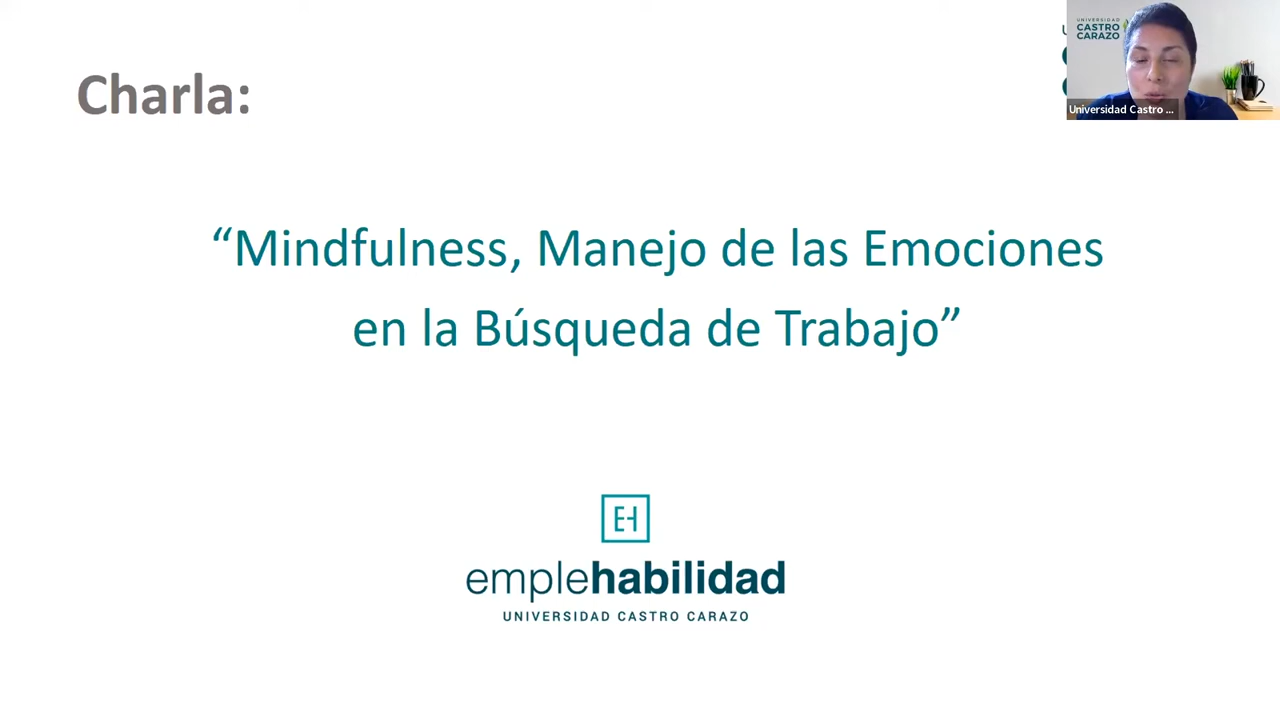 Charla:
UNIVERSIDAD
CASTRO
CARAZO
Universidad Castro ...
“Mindfulness, Manejo de las Emociones
en la Búsqueda de Trabajo”
EH
emplehabilidad
UNIVERSIDAD CASTRO CARAZO